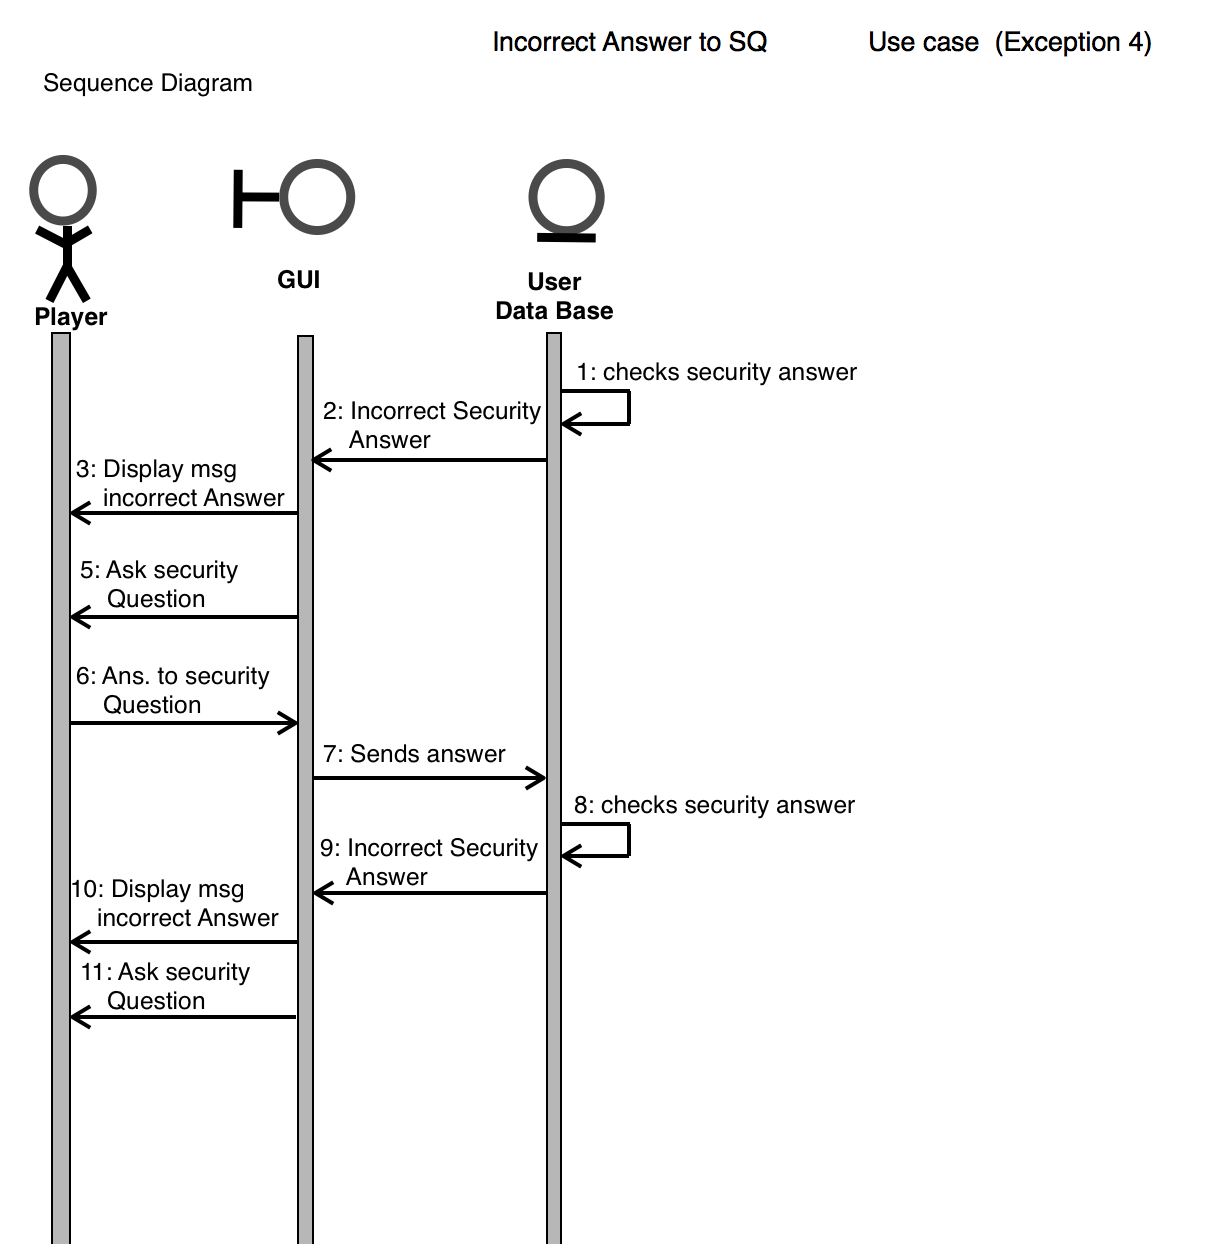 Incorrect Answer to SQ Use case (Exception 4)
Sequence Diagram
Player
GUI
User
Data Base
1: checks security answer
2: Incorrect Security
Answer
3: Display msg
incorrect Answer
5: Ask security
Question
6: Ans. to security
Question
7: Sends answer
8: checks security answer
9: Incorrect Security
Answer
10: Display msg
incorrect Answer
11: Ask security
Question